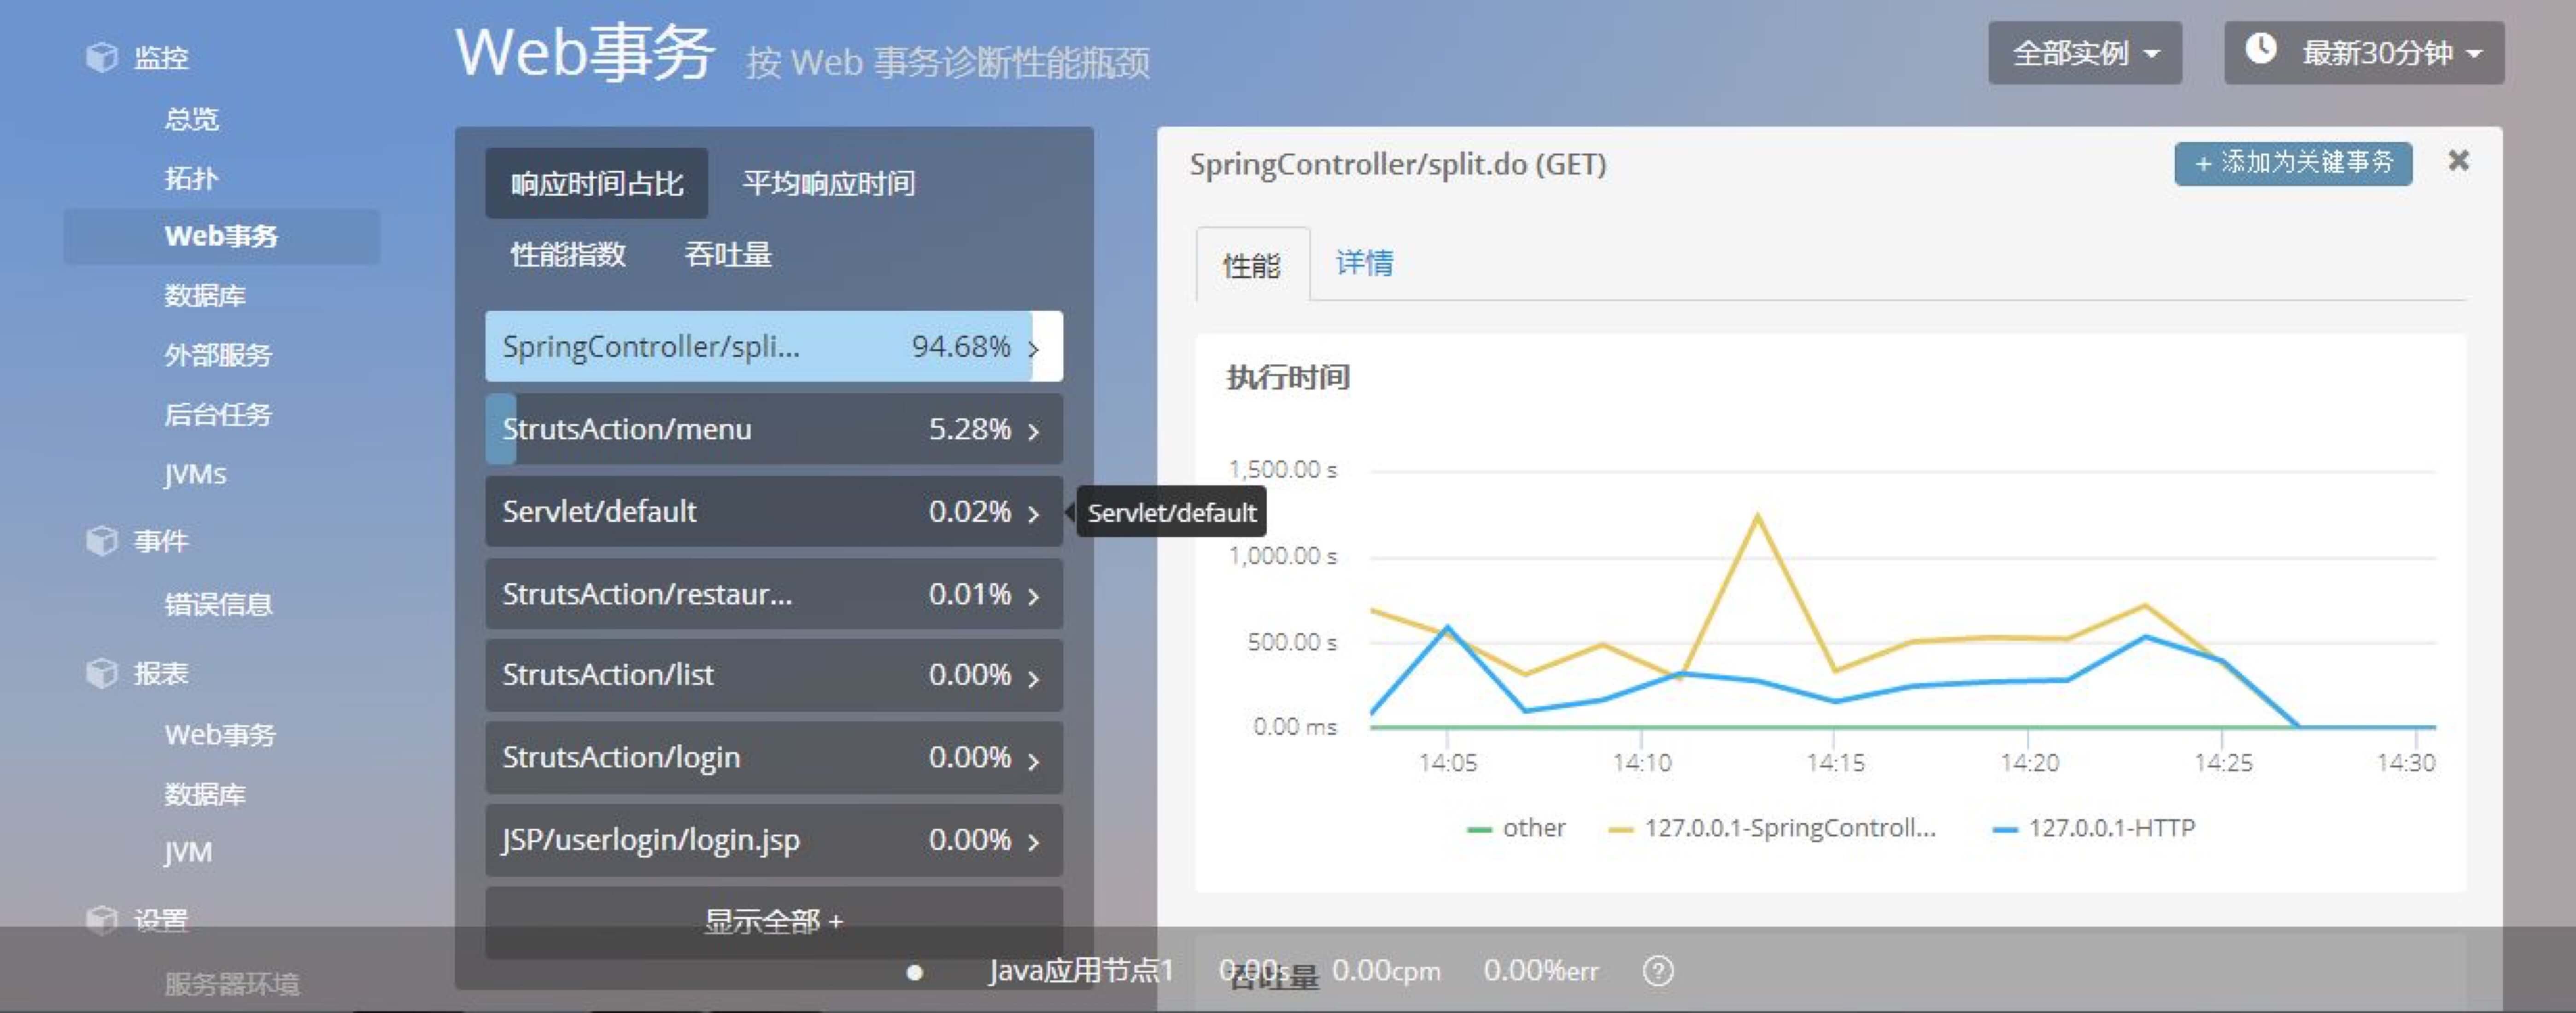 监控
总览
拓扑
Web事务
数据库
外部服务
后台任务
JVMs
事件
错误信息
报表
Web事务
数据库
JVM
设置
服务器环境
Web事务 按 Web 事务诊断性能瓶颈
全部实例
最新30分钟
响应时间占比 平均响应时间
性能指数 吞吐量
SpringController/spli... 94.68%
StrutsAction/menu 5.28%
Servlet/default 0.02%
StrutsAction/restaur... 0.01%
StrutsAction/list 0.00%
StrutsAction/login 0.00%
JSP/userlogin/login.jsp 0.00%
显示全部 +
Servlet/default
SpringController/split.do (GET)
+ 添加为关键事务
性能 详情
执行时间
1,500.00 s
1,000.00 s
500.00 s
0.00 ms
14:05 14:10 14:15 14:20 14:25 14:30
other 127.0.0.1-SpringControll... 127.0.0.1-HTTP
吞吐量
Java应用节点1 0.00s 0.00cpm 0.00%err ?